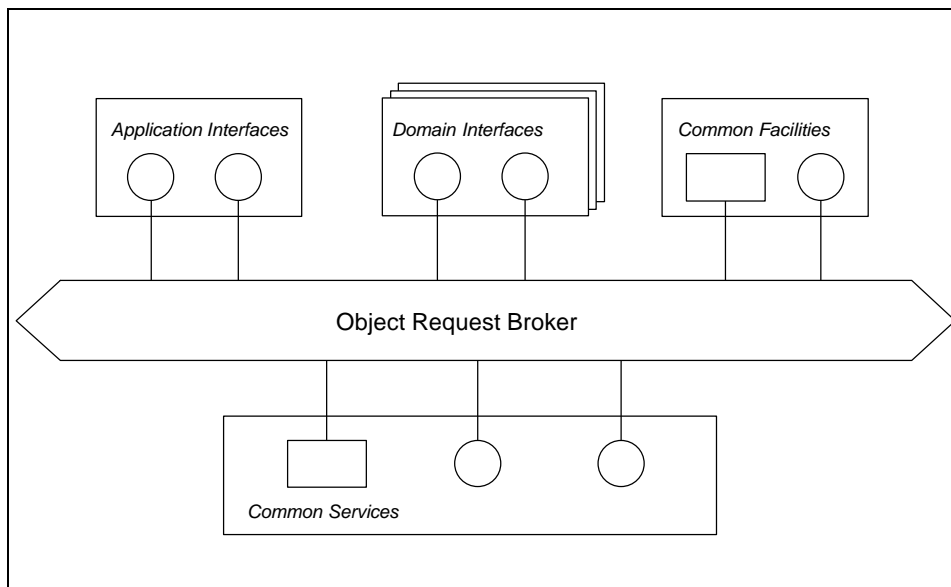 Application Interfaces
Domain Interfaces
Common Facilities
Object Request Broker
Common Services